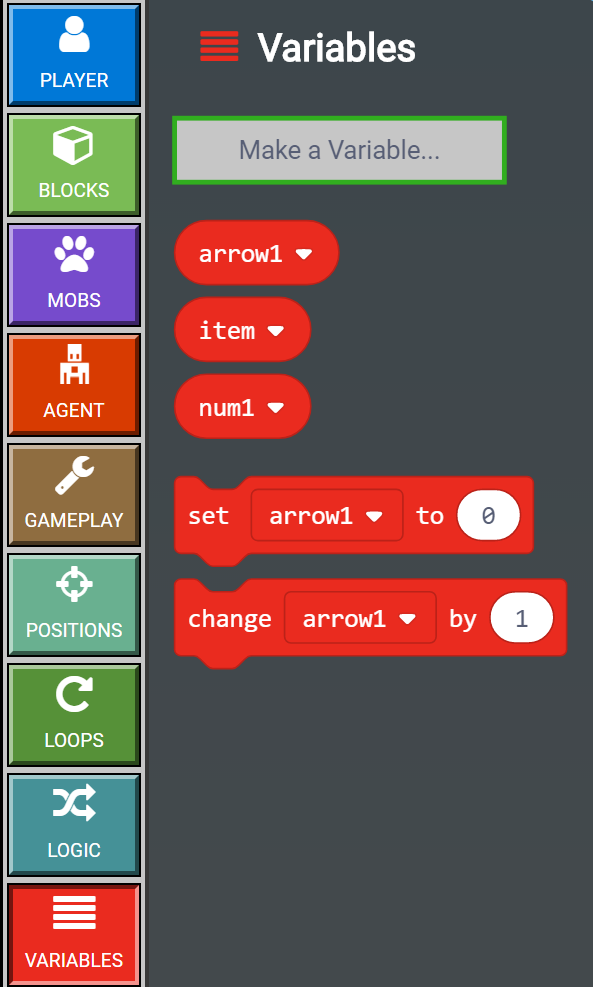 PLAYER
BLOCKS
MOBS
AGENT
GAMEPLAY
POSITIONS
LOOPS
LOGIC
VARIABLES
Variables
Make a Variable...
arrow1
item
num1
set arrow1 to 0
change arrow1 by 1